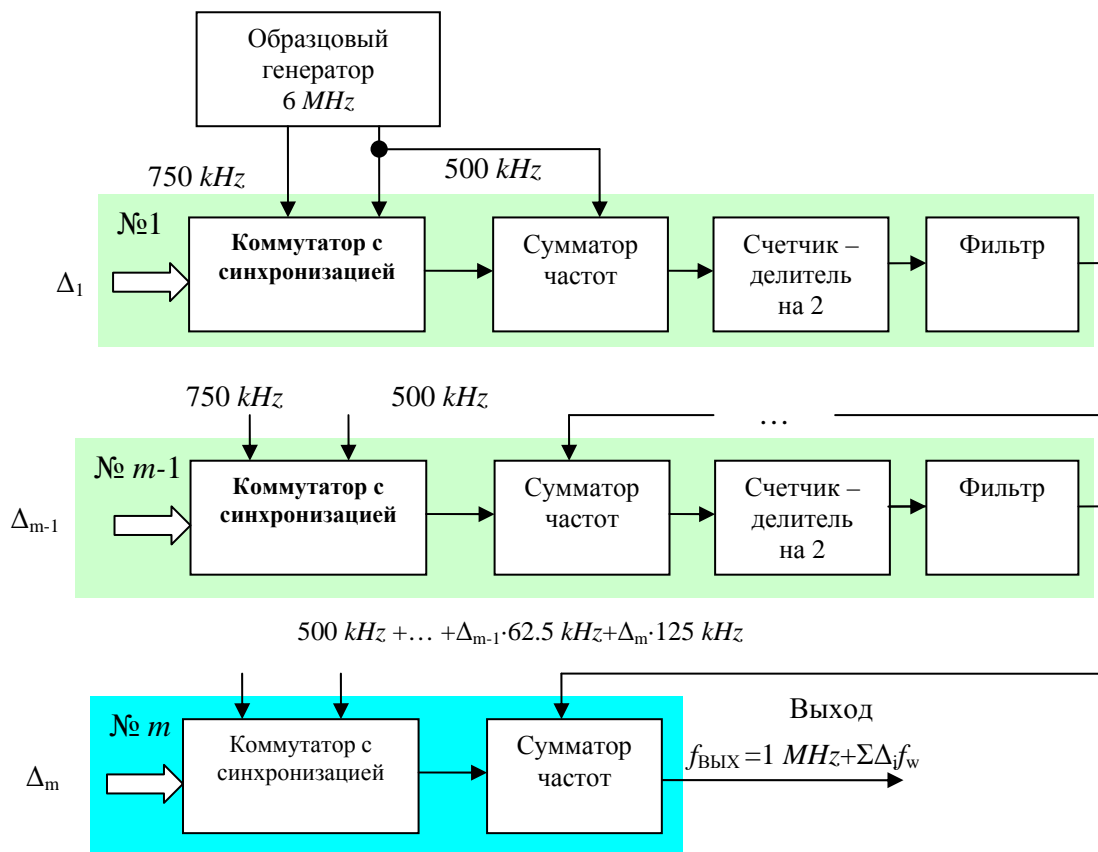 Образцовый
генератор
6 MHz
750 kHz
500 kHz
№1
Δ1
Коммутатор с
синхронизацией
Сумматор
частот
Счетчик –
делитель
на 2
Фильтр
750 kHz
500 kHz
…
№ m-1
Δm-1
Коммутатор с
синхронизацией
Сумматор
частот
Счетчик –
делитель
на 2
Фильтр
500 kHz +… +Δm-1·62.5 kHz+Δm·125 kHz
№ m
Δm
Коммутатор с
синхронизацией
Сумматор
частот
Выход
fВЫХ =1 MHz+ΣΔifw